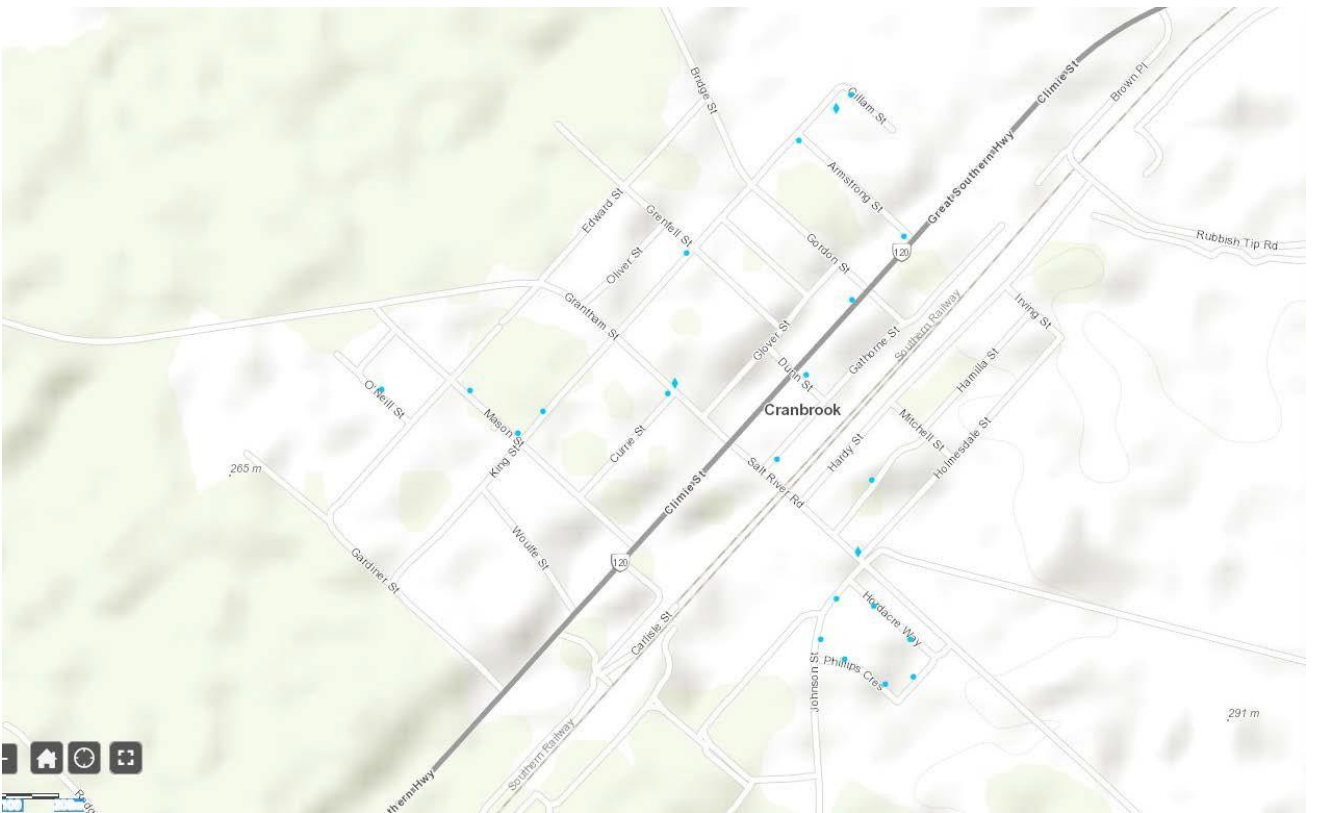 Climie St
Brown Pl
Bridge St
Gillam St
Great Southern Hwy
Armstrong St
Edward St
Grenfell St
Rubbish Tip Rd
Gordon St
120
Oliver St
Southern Railway
Grantham St
Irving St
Glover St
Gathorne St
Dunn St
Hamilla St
O'Neill St
Cranbrook
Mason St
Mitchell St
Currie St
King St
Hardy St
Holmesdale St
265 m
Salt River Rd
Climie St
Woulfe St
Gardiner St
120
Hordacre Way
Carlisle St
Phillips Cres
Johnson St
291 m
Southern Railway
thern Hwy